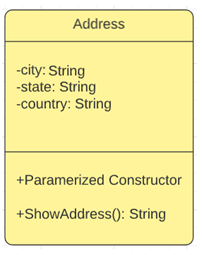 Address
-city: String
-state: String
-country: String
+Paramerized Constructor
+ShowAddress(): String